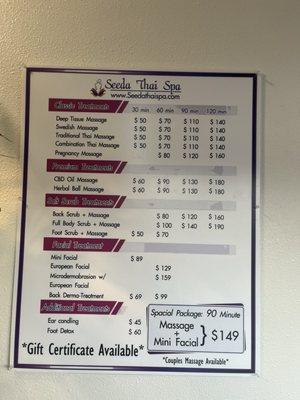 Seeda Thai Spa
www.Seedathaispa.com
Classic Treatments 30 min 60 min 90 min 120 min
Deep Tissue Massage $ 50 $ 70 $ 110 $ 140
Swedish Massage $ 50 $ 70 $ 110 $ 140
Traditional Thai Massage $ 50 $ 70 $ 110 $ 140
Combination Thai Massage $ 50 $ 70 $ 110 $ 140
Pregnancy Massage $ 80 $ 120 $ 160
Premium Treatments
CBD Oil Massage $ 60 $ 90 $ 130 $ 180
Herbal Ball Massage $ 60 $ 90 $ 130 $ 180
Salt Scrub Treatments
Back Scrub + Massage $ 80 $ 120 $ 160
Full Body Scrub + Massage $ 100 $ 140 $ 190
Foot Scrub + Massage $ 50 $ 70
Facial Treatment
Mini Facial $ 89
European Facial $ 129
Microdermabrasion w/ $ 159
European Facial
Back Derma-Treatment $ 69 $ 99
Additional Treatments
Ear candling $ 45
Foot Detox $ 60
Special Package: 90 Minute
Massage
+
Mini Facial } $149
*Gift Certificate Available*
*Couples Massage Available*